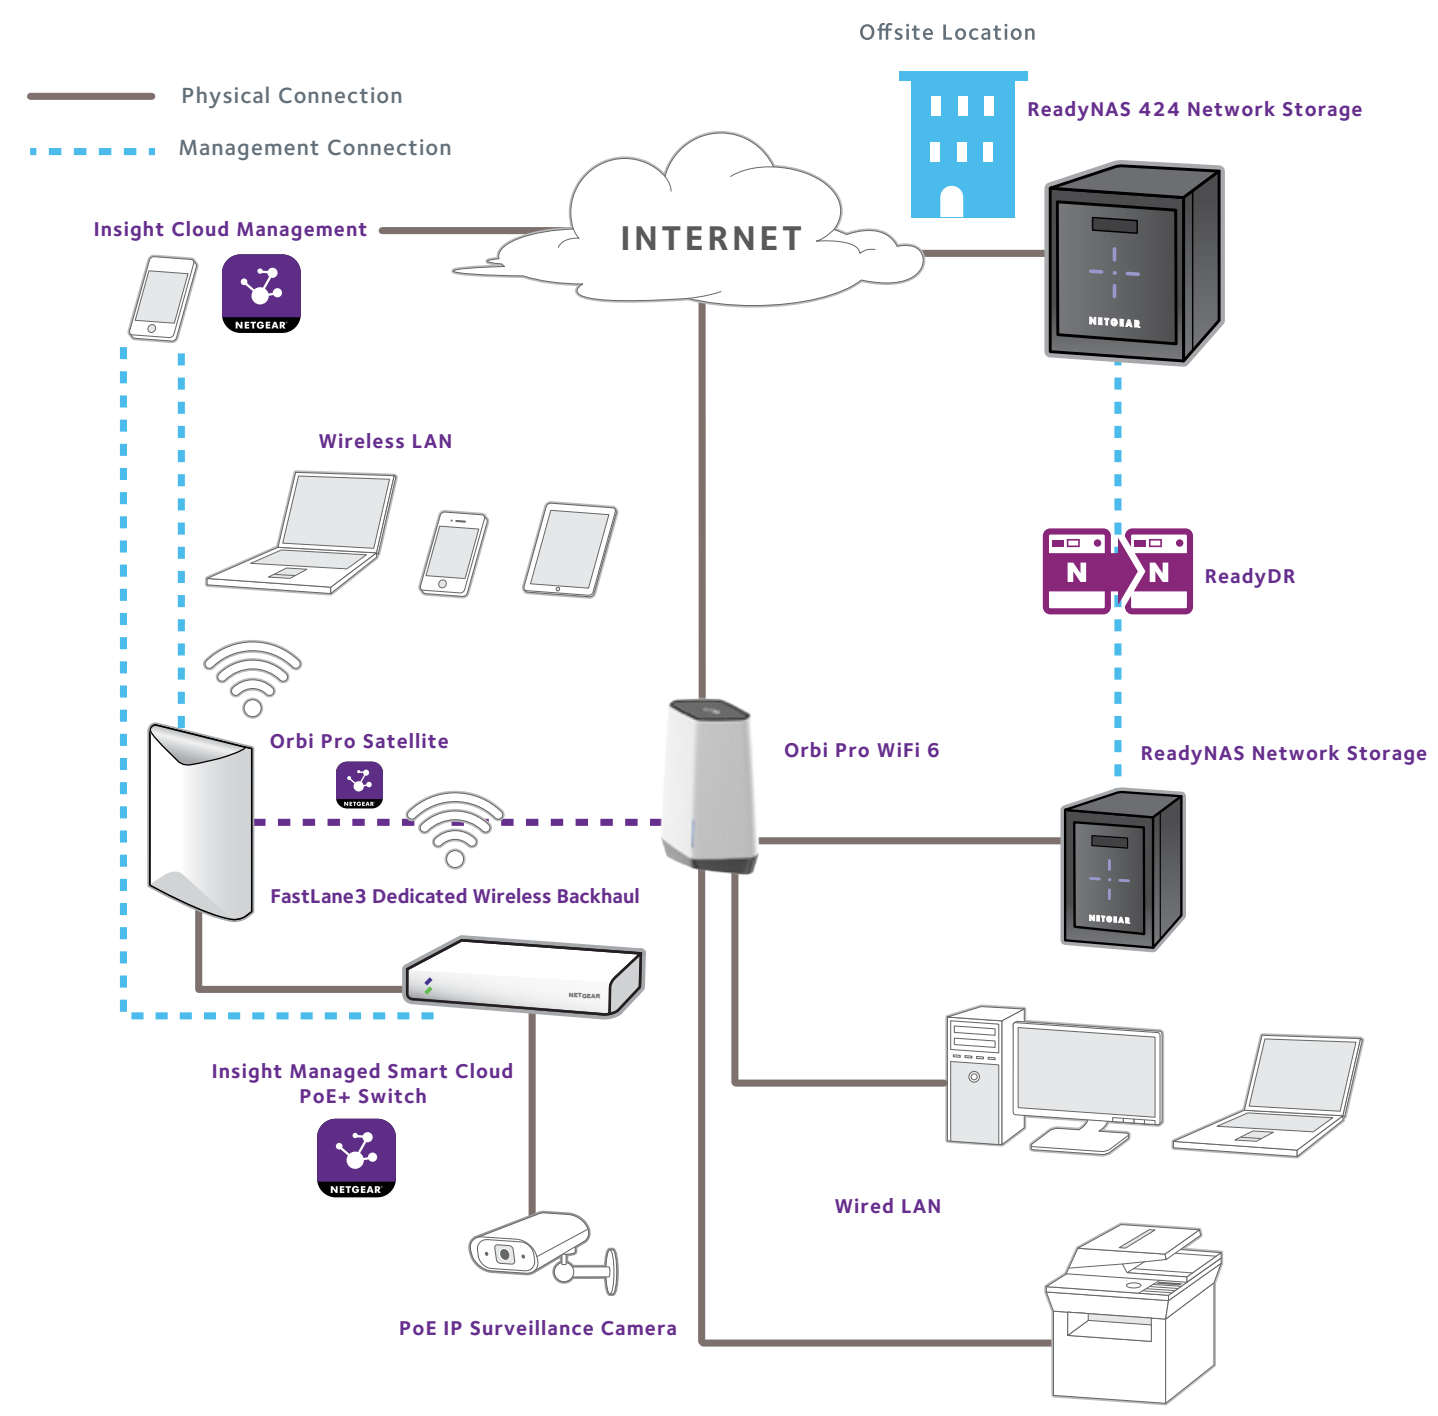 Offsite Location
Physical Connection
ReadyNAS 424 Network Storage
Management Connection
Insight Cloud Management
INTERNET
NETGEAR
NETGEAR
Wireless LAN
N
N
ReadyDR
Orbi Pro Satellite
Orbi Pro WiFi 6
ReadyNAS Network Storage
NETGEAR
FastLane3 Dedicated Wireless Backhaul
NETGEAR
NETGEAR
Insight Managed Smart Cloud
PoE+ Switch
NETGEAR
Wired LAN
PoE IP Surveillance Camera